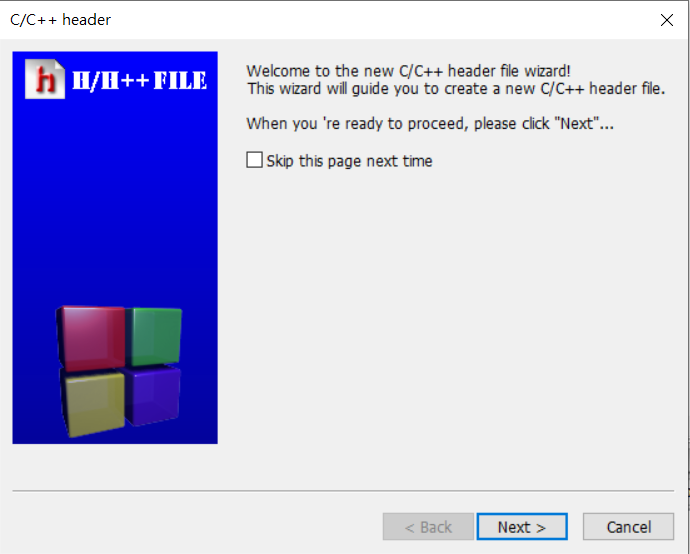 C/C++ header
H/H++ FILE
Welcome to the new C/C++ header file wizard!
This wizard will guide you to create a new C/C++ header file.
When you 're ready to proceed, please click "Next"...
Skip this page next time
< Back
Next >
Cancel